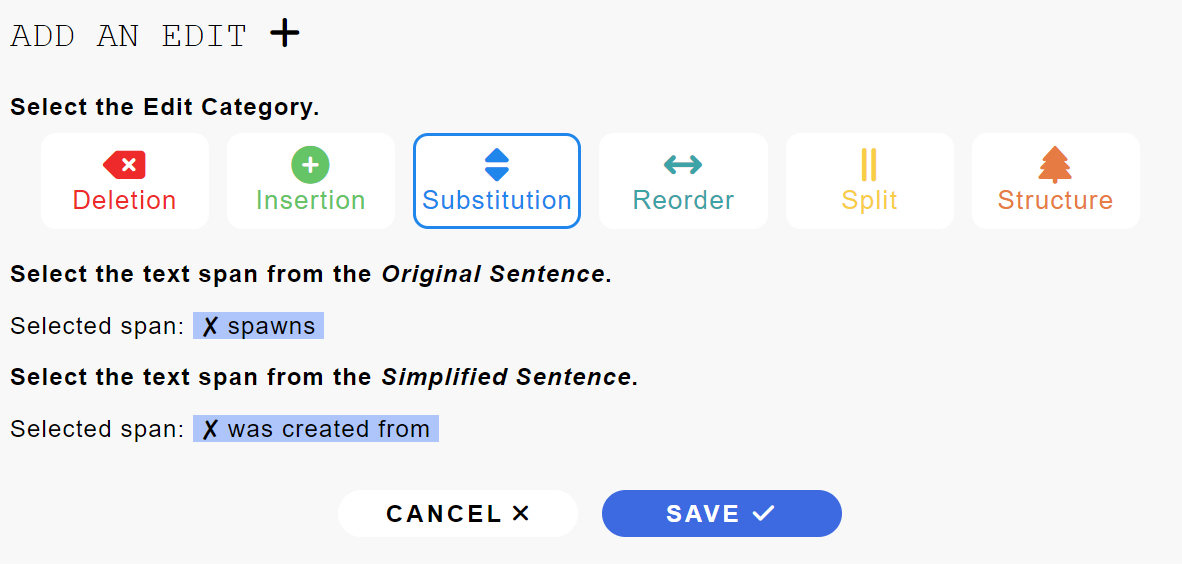 ADD AN EDIT +
Select the Edit Category.
Deletion Insertion Substitution Reorder Split Structure
Select the text span from the Original Sentence.
Selected span: ✗ spawns
Select the text span from the Simplified Sentence.
Selected span: ✗ was created from
CANCEL ✕ SAVE ✓